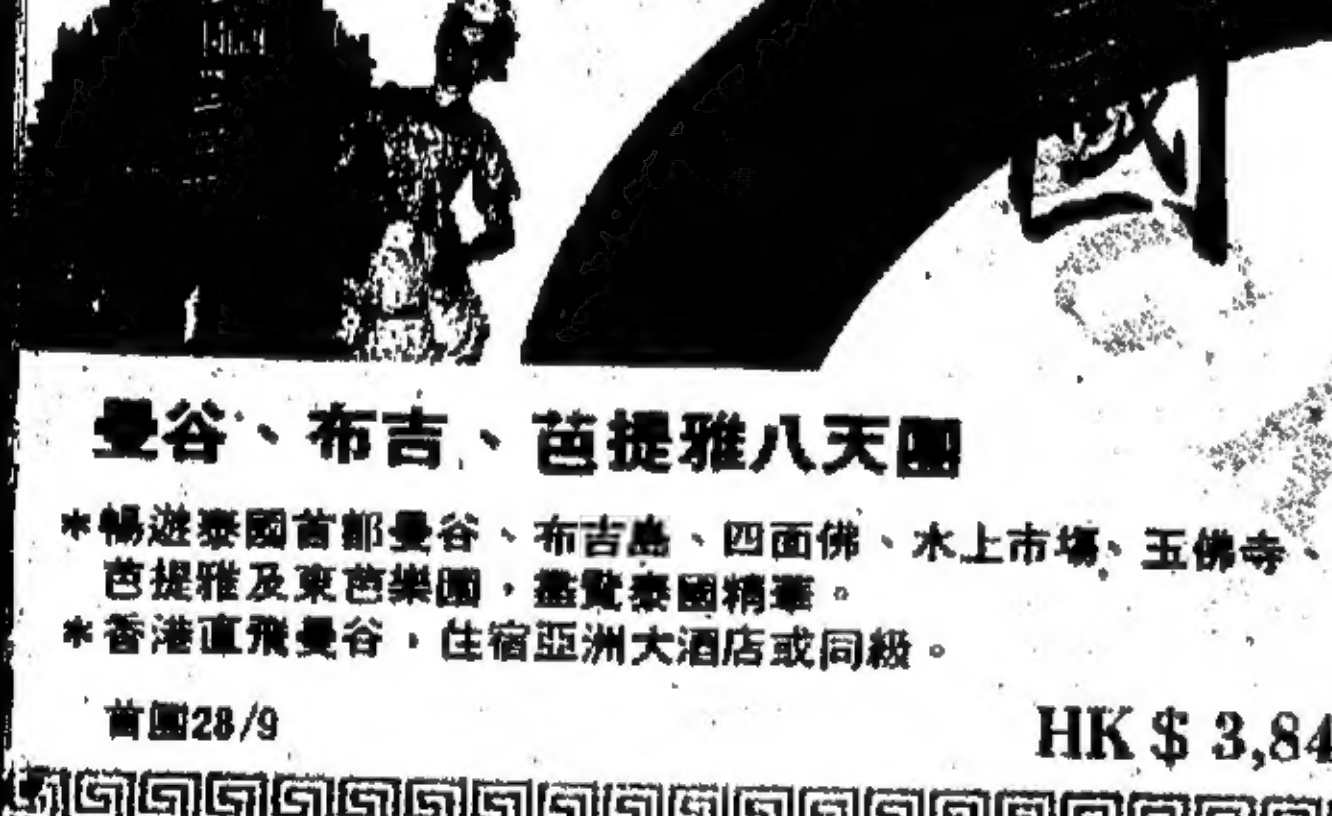 國
曼谷、布吉、芭提雅八天團
*暢遊泰國首都曼谷、布吉島、四面佛、水上市場、玉佛寺、
芭提雅及東芭樂園，盡覽泰國精華。
*香港直飛曼谷，住宿亞洲大酒店或同級。
首團28/9
HK$3,84